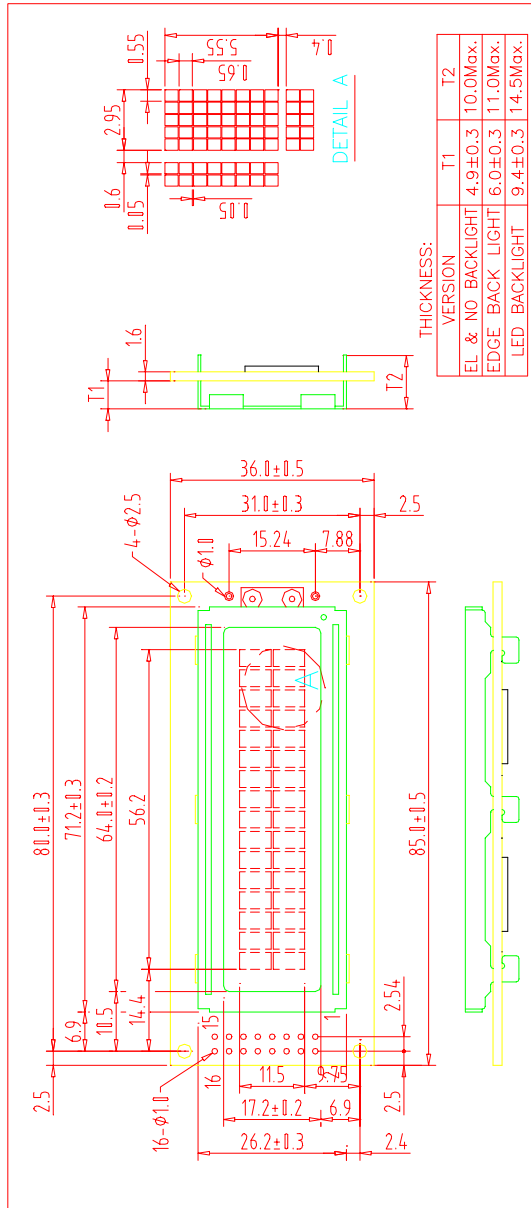 2.5
80.0±0.3
6.9
71.2±0.3
10.5
64.0±0.2
14.4
56.2
4-Φ2.5
Φ1.0
16-Φ1.0
16
15
1
A
11.5
9.75
17.2±0.2
6.9
26.2±0.3
2.4
15.24
7.88
31.0±0.3
2.5
36.0±0.5
2.5
2.54
85.0±0.5
T1
1.6
T2
0.05
0.6
2.95
0.55
0.05
0.65
5.55
0.4
DETAIL A
THICKNESS:
VERSION T1 T2
EL & NO BACKLIGHT 4.9±0.3 10.0Max.
EDGE BACK LIGHT 6.0±0.3 11.0Max.
LED BACKLIGHT 9.4±0.3 14.5Max.